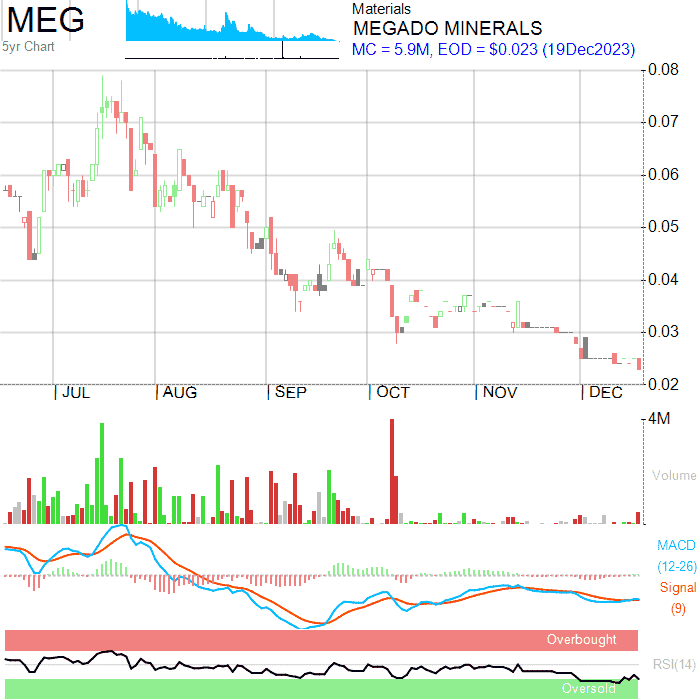 MEG
5yr Chart
Materials
MEGADO MINERALS
MC = 5.9M, EOD = $0.023 (19Dec2023)
0.08
0.07
0.06
0.05
0.04
0.03
0.02
JUL AUG SEP OCT NOV DEC
4M
Volume
MACD
(12-26)
Signal
(9)
Overbought
RSI(14)
Oversold